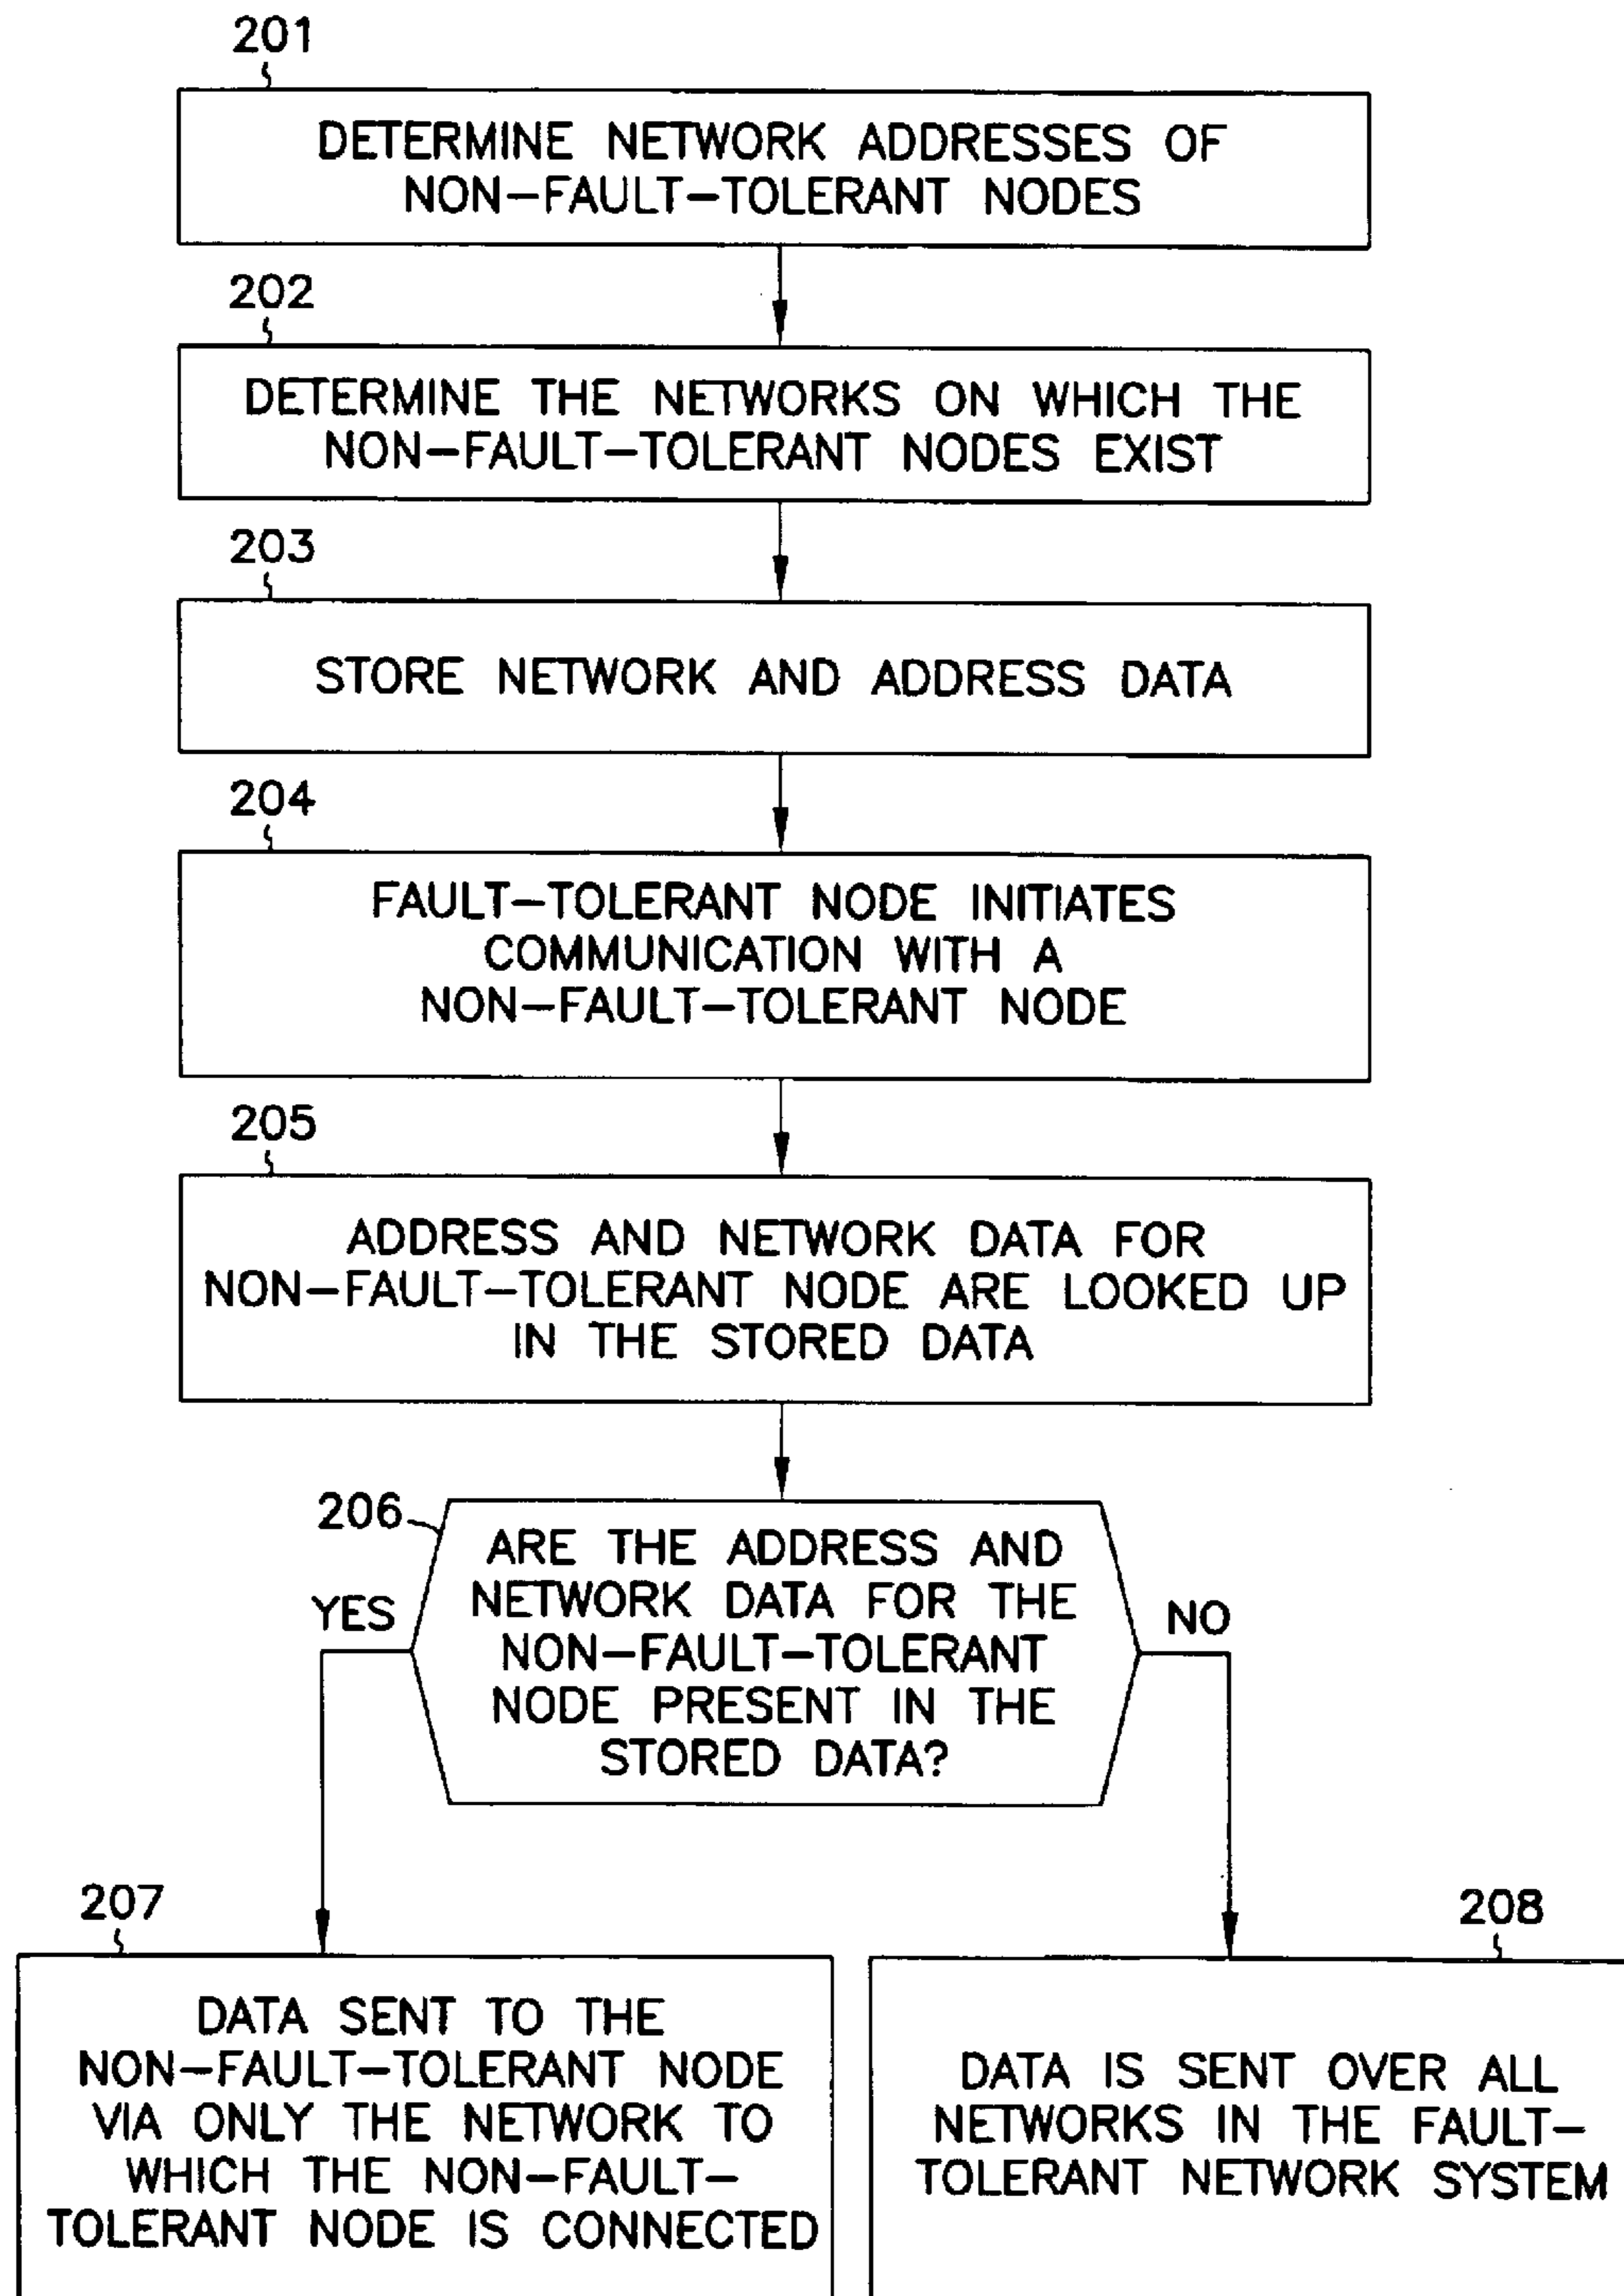 201
DETERMINE NETWORK ADDRESSES OF
NON-FAULT-TOLERANT NODES
202
DETERMINE THE NETWORKS ON WHICH THE
NON-FAULT-TOLERANT NODES EXIST
203
STORE NETWORK AND ADDRESS DATA
204
FAULT-TOLERANT NODE INITIATES
COMMUNICATION WITH A
NON-FAULT-TOLERANT NODE
205
ADDRESS AND NETWORK DATA FOR
NON-FAULT-TOLERANT NODE ARE LOOKED UP
IN THE STORED DATA
206
ARE THE ADDRESS AND
NETWORK DATA FOR THE
NON-FAULT-TOLERANT
NODE PRESENT IN THE
STORED DATA?
YES
NO
207
DATA SENT TO THE
NON-FAULT-TOLERANT NODE
VIA ONLY THE NETWORK TO
WHICH THE NON-FAULT-
TOLERANT NODE IS CONNECTED
208
DATA IS SENT OVER ALL
NETWORKS IN THE FAULT-
TOLERANT NETWORK SYSTEM